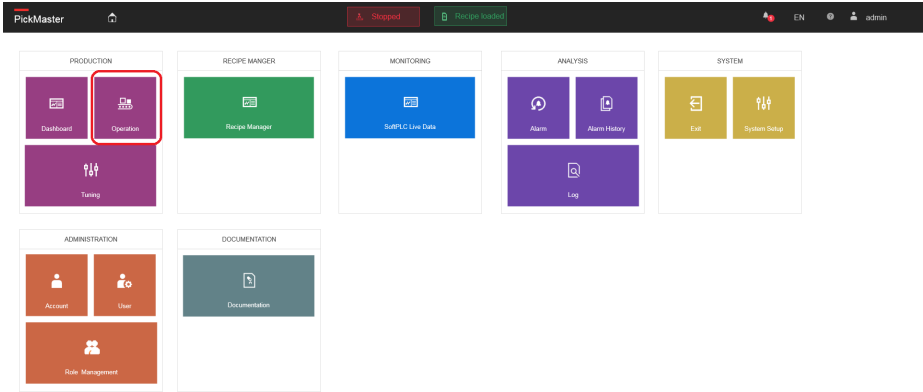 PickMaster
Stopped
Recipe loaded
EN
admin
PRODUCTION
Dashboard
Operation
Tuning
RECIPE MANGER
Recipe Manager
MONITORING
SoftPLC Live Data
ANALYSIS
Alarm
Alarm History
Log
SYSTEM
Exit
System Setup
ADMINISTRATION
Account
User
Role Management
DOCUMENTATION
Documentation